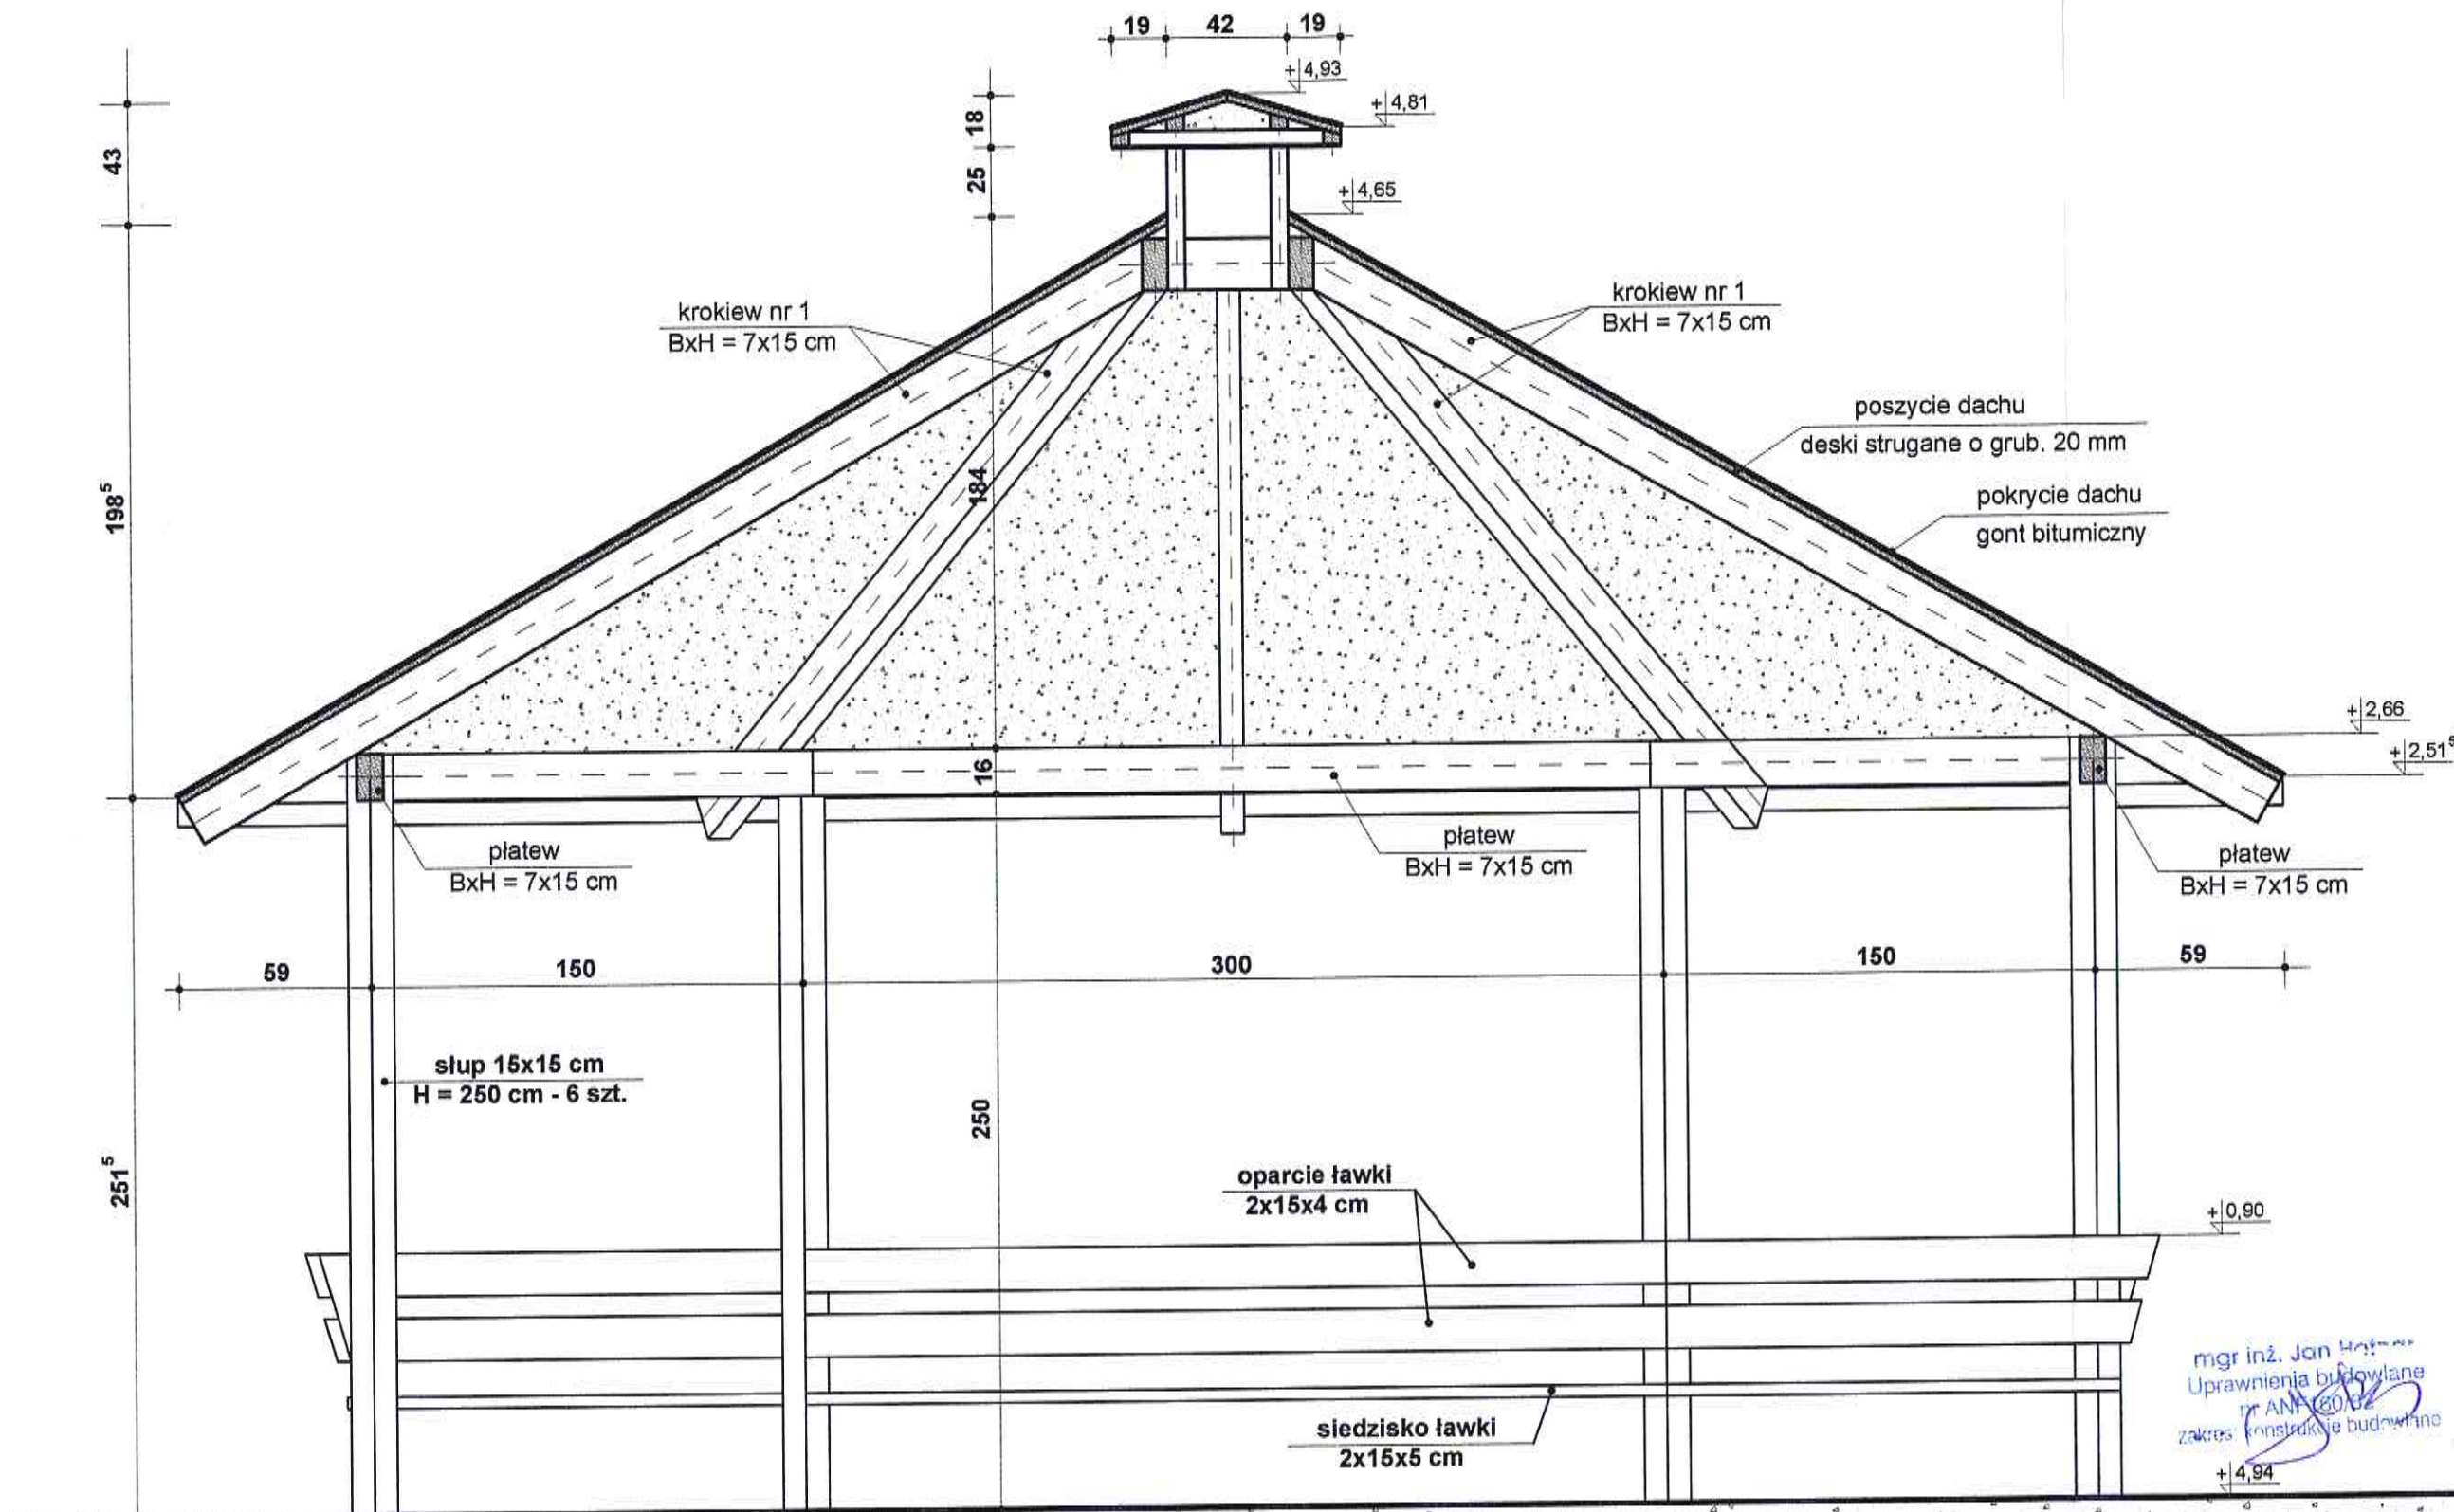 19 42 19
+4,93
+4,81
18
43
25
+4,65
krokiew nr 1
BxH = 7x15 cm
krokiew nr 1
BxH = 7x15 cm
poszycie dachu
deski strugane o grub. 20 mm
pokrycie dachu
gont bitumiczny
184
198⁵
+2,66
+2,51⁵
16
płatew
BxH = 7x15 cm
płatew
BxH = 7x15 cm
płatew
BxH = 7x15 cm
59 150 300 150 59
słup 15x15 cm
H = 250 cm - 6 szt.
250
251⁵
oparcie ławki
2x15x4 cm
+0,90
siedzisko ławki
2x15x5 cm
mgr inż. Jan
Uprawnienia budowlane
nr
zakres: konstrukcje budowlane
+4,94